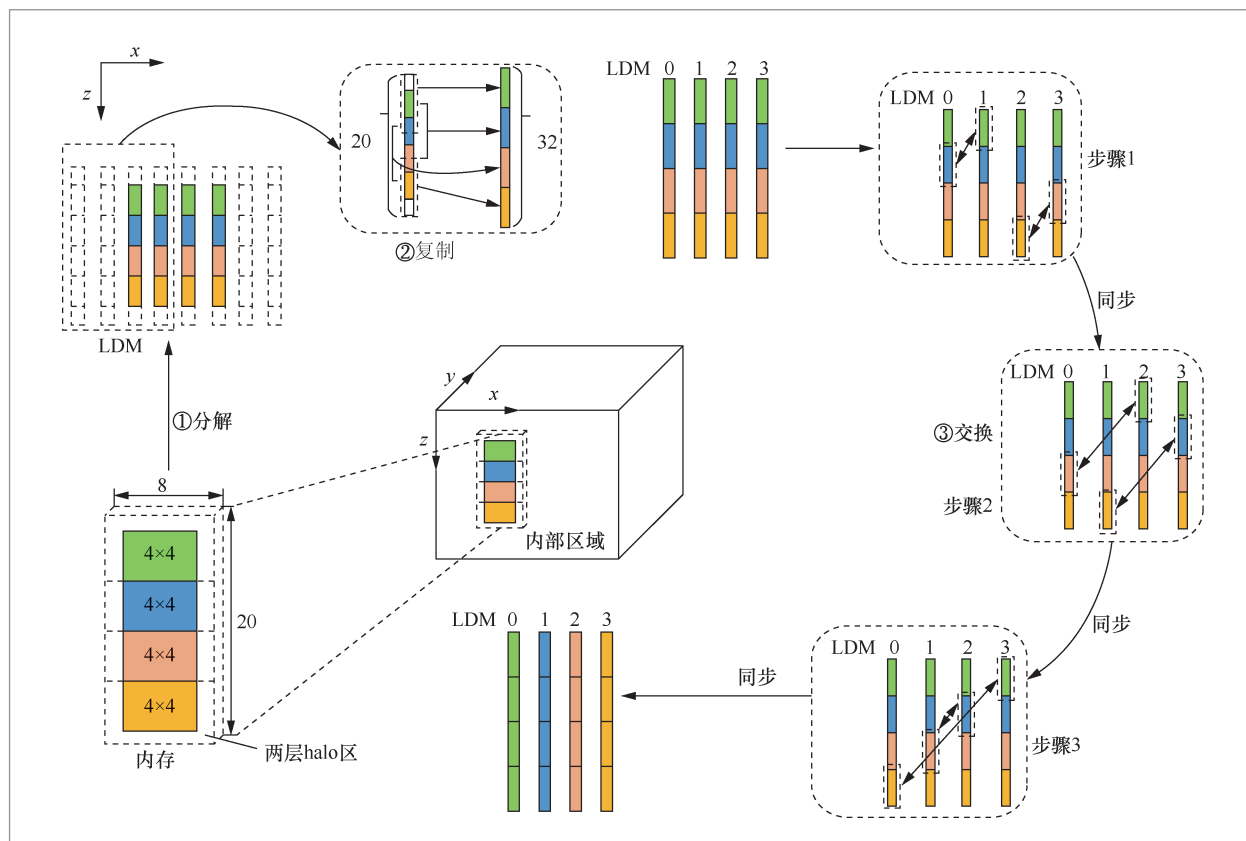 x
z
20
32
②复制
LDM 0 1 2 3
LDM 0 1 2 3
步骤1
LDM
同步
①分解
y
x
z
内部区域
LDM 0 1 2 3
③交换
步骤2
8
4×4
4×4
4×4
4×4
20
内存
两层halo区
同步
LDM 0 1 2 3
同步
LDM 0 1 2 3
步骤3